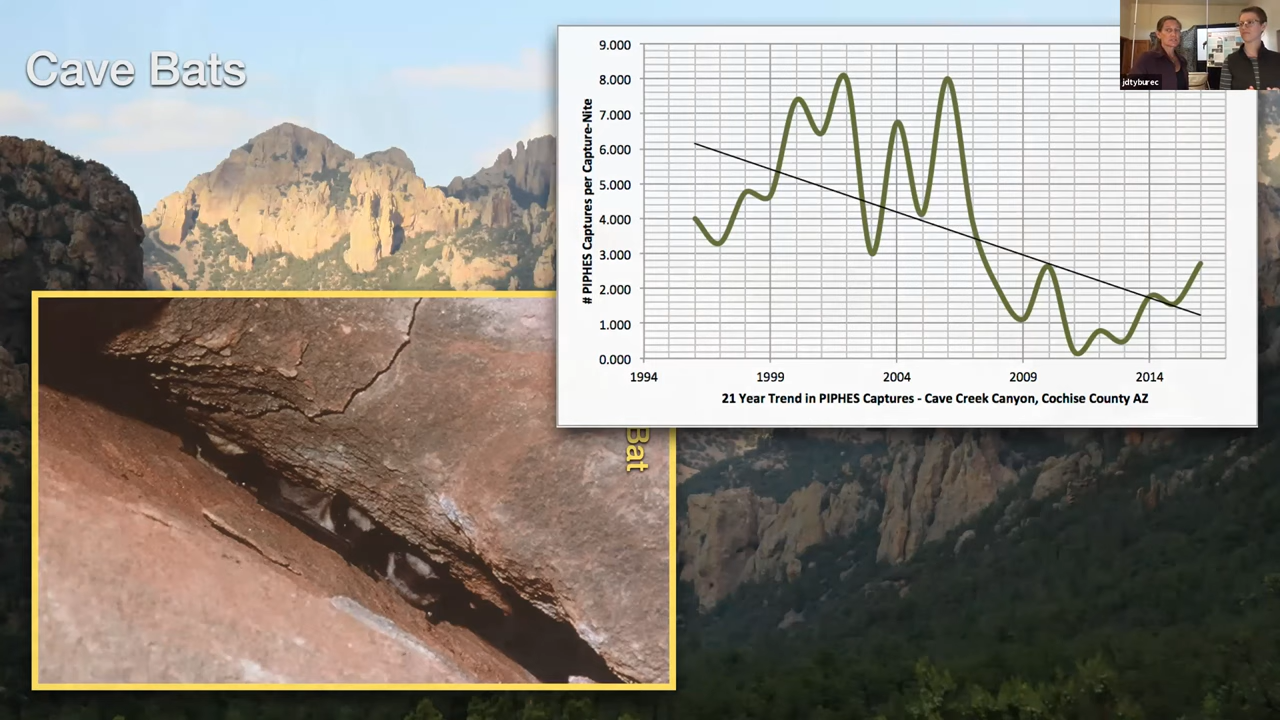 Cave Bats
jdtyburec
9.000
8.000
7.000
6.000
5.000
4.000
3.000
2.000
1.000
0.000
# PIPHES Captures per Capture-Nite
1994 1999 2004 2009 2014
21 Year Trend in PIPHES Captures - Cave Creek Canyon, Cochise County AZ
Bat